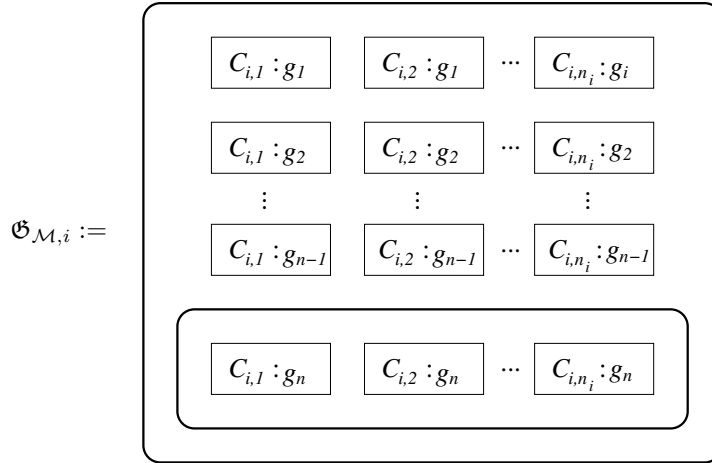 C_{i,1} : g_1 C_{i,2} : g_1 ··· C_{i,n_i} : g_i
C_{i,1} : g_2 C_{i,2} : g_2 ··· C_{i,n_i} : g_2
⋮ ⋮ ⋮
𝕲_{ℳ,i} :=
C_{i,1} : g_{n−1} C_{i,2} : g_{n−1} ··· C_{i,n_i} : g_{n−1}
C_{i,1} : g_n C_{i,2} : g_n ··· C_{i,n_i} : g_n